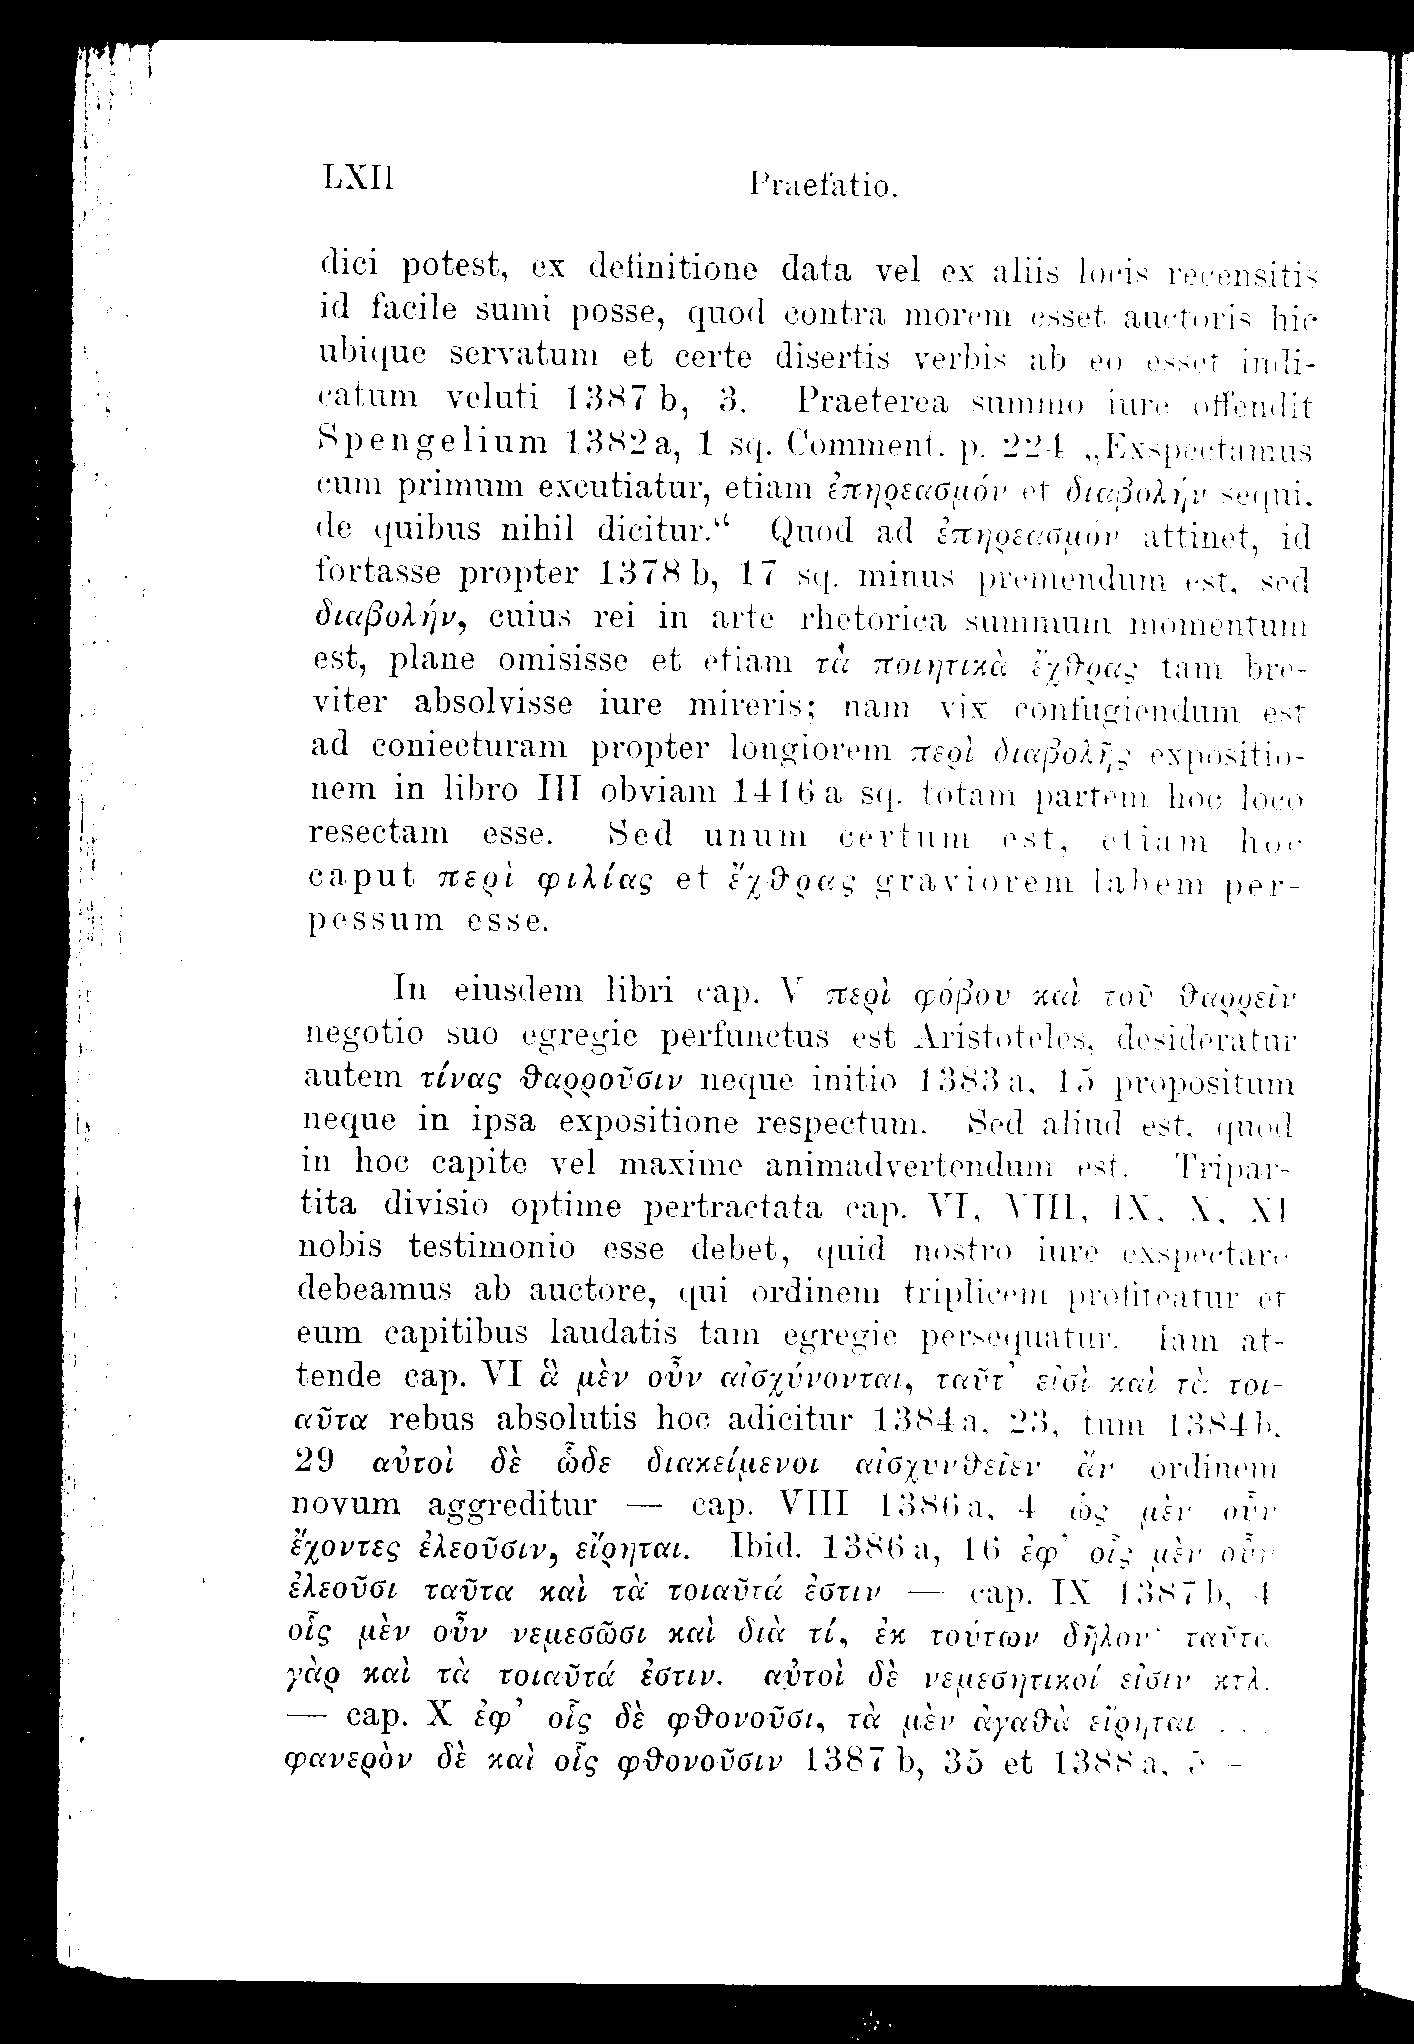 LXII Praefatio.
dici potest, ex definitione data vel ex aliis locis recensitis
id facile sumi posse, quod contra morem esset auctoris hic
ubique servatum et certe disertis verbis ab eo esset indi-
catum veluti 1387 b, 3. Praeterea summo iure offendit
Spengelium 1382 a, 1 sq. Comment. p. 224 „Exspectamus
cum primum excutiatur, etiam ἐπηρεασμόν et διαβολήν sequi,
de quibus nihil dicitur.“ Quod ad ἐπηρεασμόν attinet, id
fortasse propter 1378 b, 17 sq. minus premendum est, sed
διαβολήν, cuius rei in arte rhetorica summum momentum
est, plane omisisse et etiam τὰ ποιητικὰ ἔχθρας tam bre-
viter absolvisse iure mireris; nam vix confugiendum est
ad coniecturam propter longiorem περὶ διαβολῆς expositio-
nem in libro III obviam 1416 a sq. totam partem hoc loco
resectam esse. Sed unum certum est, etiam hoc
caput περὶ φιλίας et ἔχθρας graviorem labem per-
pessum esse.
In eiusdem libri cap. V περὶ φόβου καὶ τοῦ θαρρεῖν
negotio suo egregie perfunctus est Aristoteles, desideratur
autem τίνας θαρροῦσιν neque initio 1383 a, 15 propositum
neque in ipsa expositione respectum. Sed aliud est, quod
in hoc capite vel maxime animadvertendum est. Tripar-
tita divisio optime pertractata cap. VI, VIII, IX, X, XI
nobis testimonio esse debet, quid nostro iure exspectare
debeamus ab auctore, qui ordinem triplicem profiteatur et
eum capitibus laudatis tam egregie persequatur. Iam at-
tende cap. VI ἃ μὲν οὖν αἰσχύνονται, ταῦτ’ εἰσὶ καὶ τὰ τοι-
αῦτα rebus absolutis hoc adicitur 1384 a, 23, tum 1384 b,
29 αὐτοὶ δὲ ὧδε διακείμενοι αἰσχυνθεῖεν ἄν ordinem
novum aggreditur — cap. VIII 1386 a, 4 ὡς μὲν οὖν
ἔχοντες ἐλεοῦσιν, εἴρηται. Ibid. 1386 a, 16 ἐφ’ οἷς μὲν οὖν
ἐλεοῦσι ταῦτα καὶ τὰ τοιαῦτά ἐστιν — cap. IX 1387 b, 4
οἷς μὲν οὖν νεμεσῶσι καὶ διὰ τί, ἐκ τούτων δῆλον· ταῦτα
γὰρ καὶ τὰ τοιαῦτά ἐστιν. αὐτοὶ δὲ νεμεσητικοί εἰσιν κτλ.
— cap. X ἐφ’ οἷς δὲ φθονοῦσι, τὰ μὲν ἀγαθὰ εἴρηται . . .
φανερὸν δὲ καὶ οἷς φθονοῦσιν 1387 b, 35 et 1388 a, 5 –